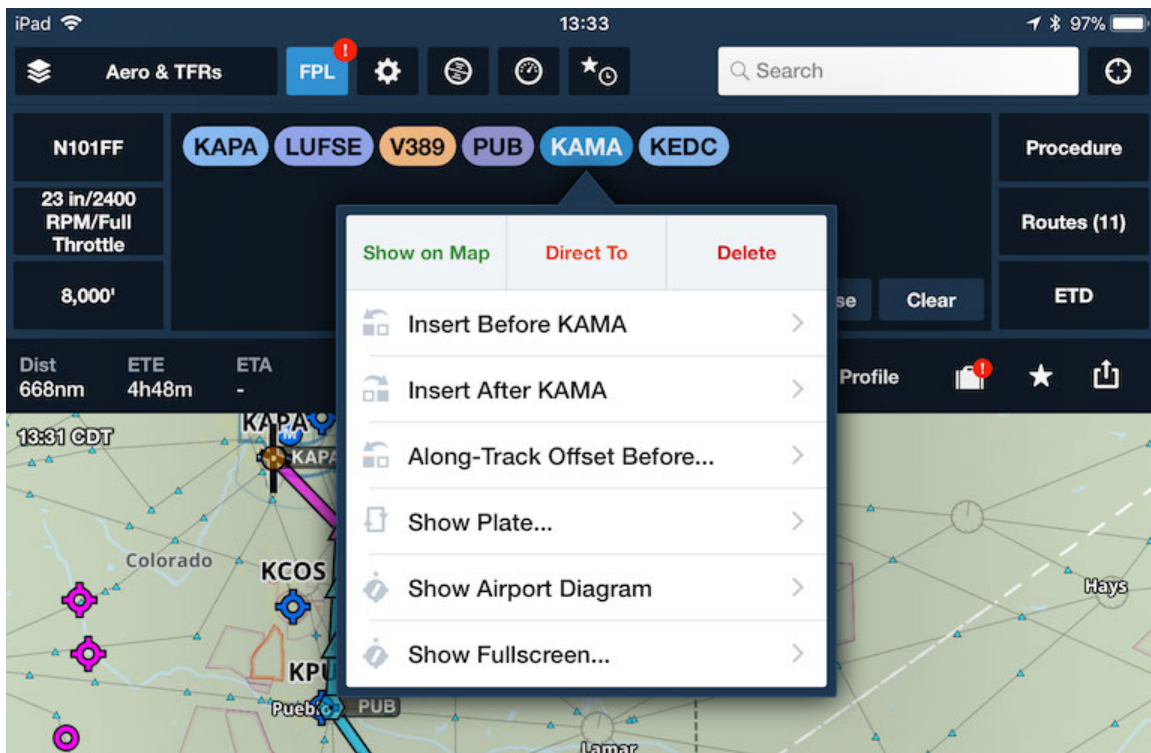 iPad 13:33 97%
Aero & TFRs FPL ! Search
N101FF KAPA LUFSE V389 PUB KAMA KEDC Procedure
23 in/2400
RPM/Full
Throttle
Routes (11)
8,000'
Show on Map Direct To Delete
Insert Before KAMA
Insert After KAMA
Along-Track Offset Before...
Show Plate...
Show Airport Diagram
Show Fullscreen...
se Clear ETD
Dist ETE ETA
668nm 4h48m -
Profile !
13:31 CDT
KAPA
M
KAPA
Colorado
KCOS
Hays
KPU
Pueblo PUB
Lamar